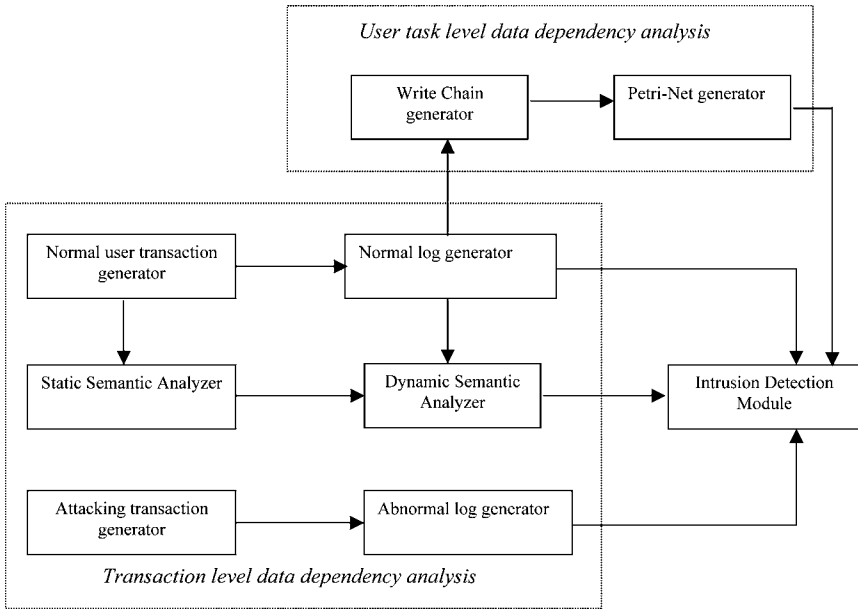 User task level data dependency analysis
Write Chain
generator
Petri-Net generator
Normal user transaction
generator
Normal log generator
Static Semantic Analyzer
Dynamic Semantic
Analyzer
Intrusion Detection
Module
Attacking transaction
generator
Abnormal log generator
Transaction level data dependency analysis